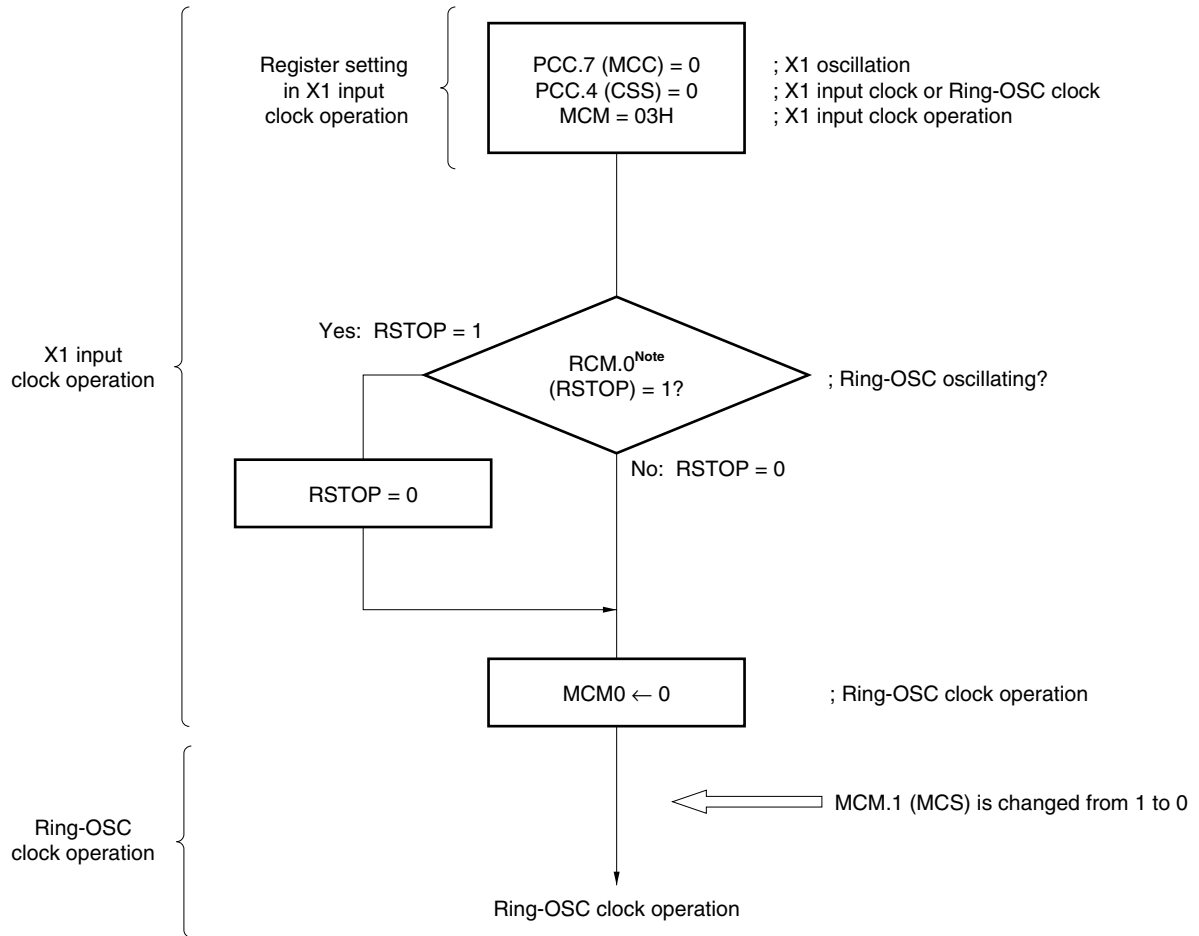 Register setting
in X1 input
clock operation
PCC.7 (MCC) = 0
PCC.4 (CSS) = 0
MCM = 03H
; X1 oscillation
; X1 input clock or Ring-OSC clock
; X1 input clock operation
X1 input
clock operation
Yes: RSTOP = 1
RCM.0Note
(RSTOP) = 1?
; Ring-OSC oscillating?
No: RSTOP = 0
RSTOP = 0
MCM0 ← 0
; Ring-OSC clock operation
Ring-OSC
clock operation
MCM.1 (MCS) is changed from 1 to 0
Ring-OSC clock operation